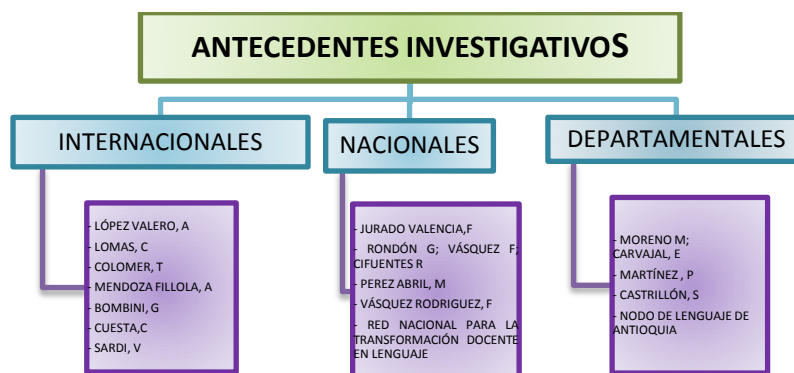 ANTECEDENTES INVESTIGATIVOS
INTERNACIONALES
- LÓPEZ VALERO, A
- LOMAS, C
- COLOMER, T
- MENDOZA FILLOLA, A
- BOMBINI, G
- CUESTA,C
- SARDI, V
NACIONALES
- JURADO VALENCIA,F
- RONDÓN G; VÁSQUEZ F;
CIFUENTES R
- PEREZ ABRIL, M
- VÁSQUEZ RODRIGUEZ, F
- RED NACIONAL PARA LA
TRANSFORMACIÓN DOCENTE
EN LENGUAJE
DEPARTAMENTALES
- MORENO M;
CARVAJAL, E
- MARTÍNEZ , P
- CASTRILLÓN, S
- NODO DE LENGUAJE DE
ANTIOQUIA